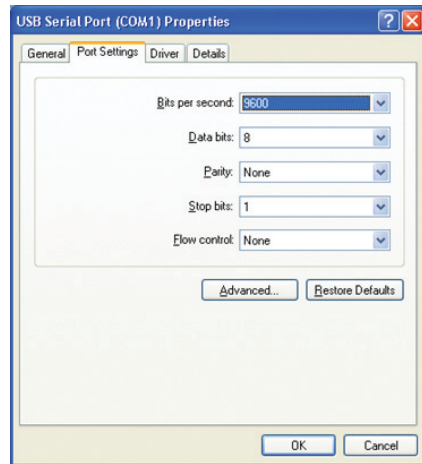 USB Serial Port (COM1) Properties
General Port Settings Driver Details
Bits per second: 9600
Data bits: 8
Parity: None
Stop bits: 1
Flow control: None
Advanced... Restore Defaults
OK Cancel